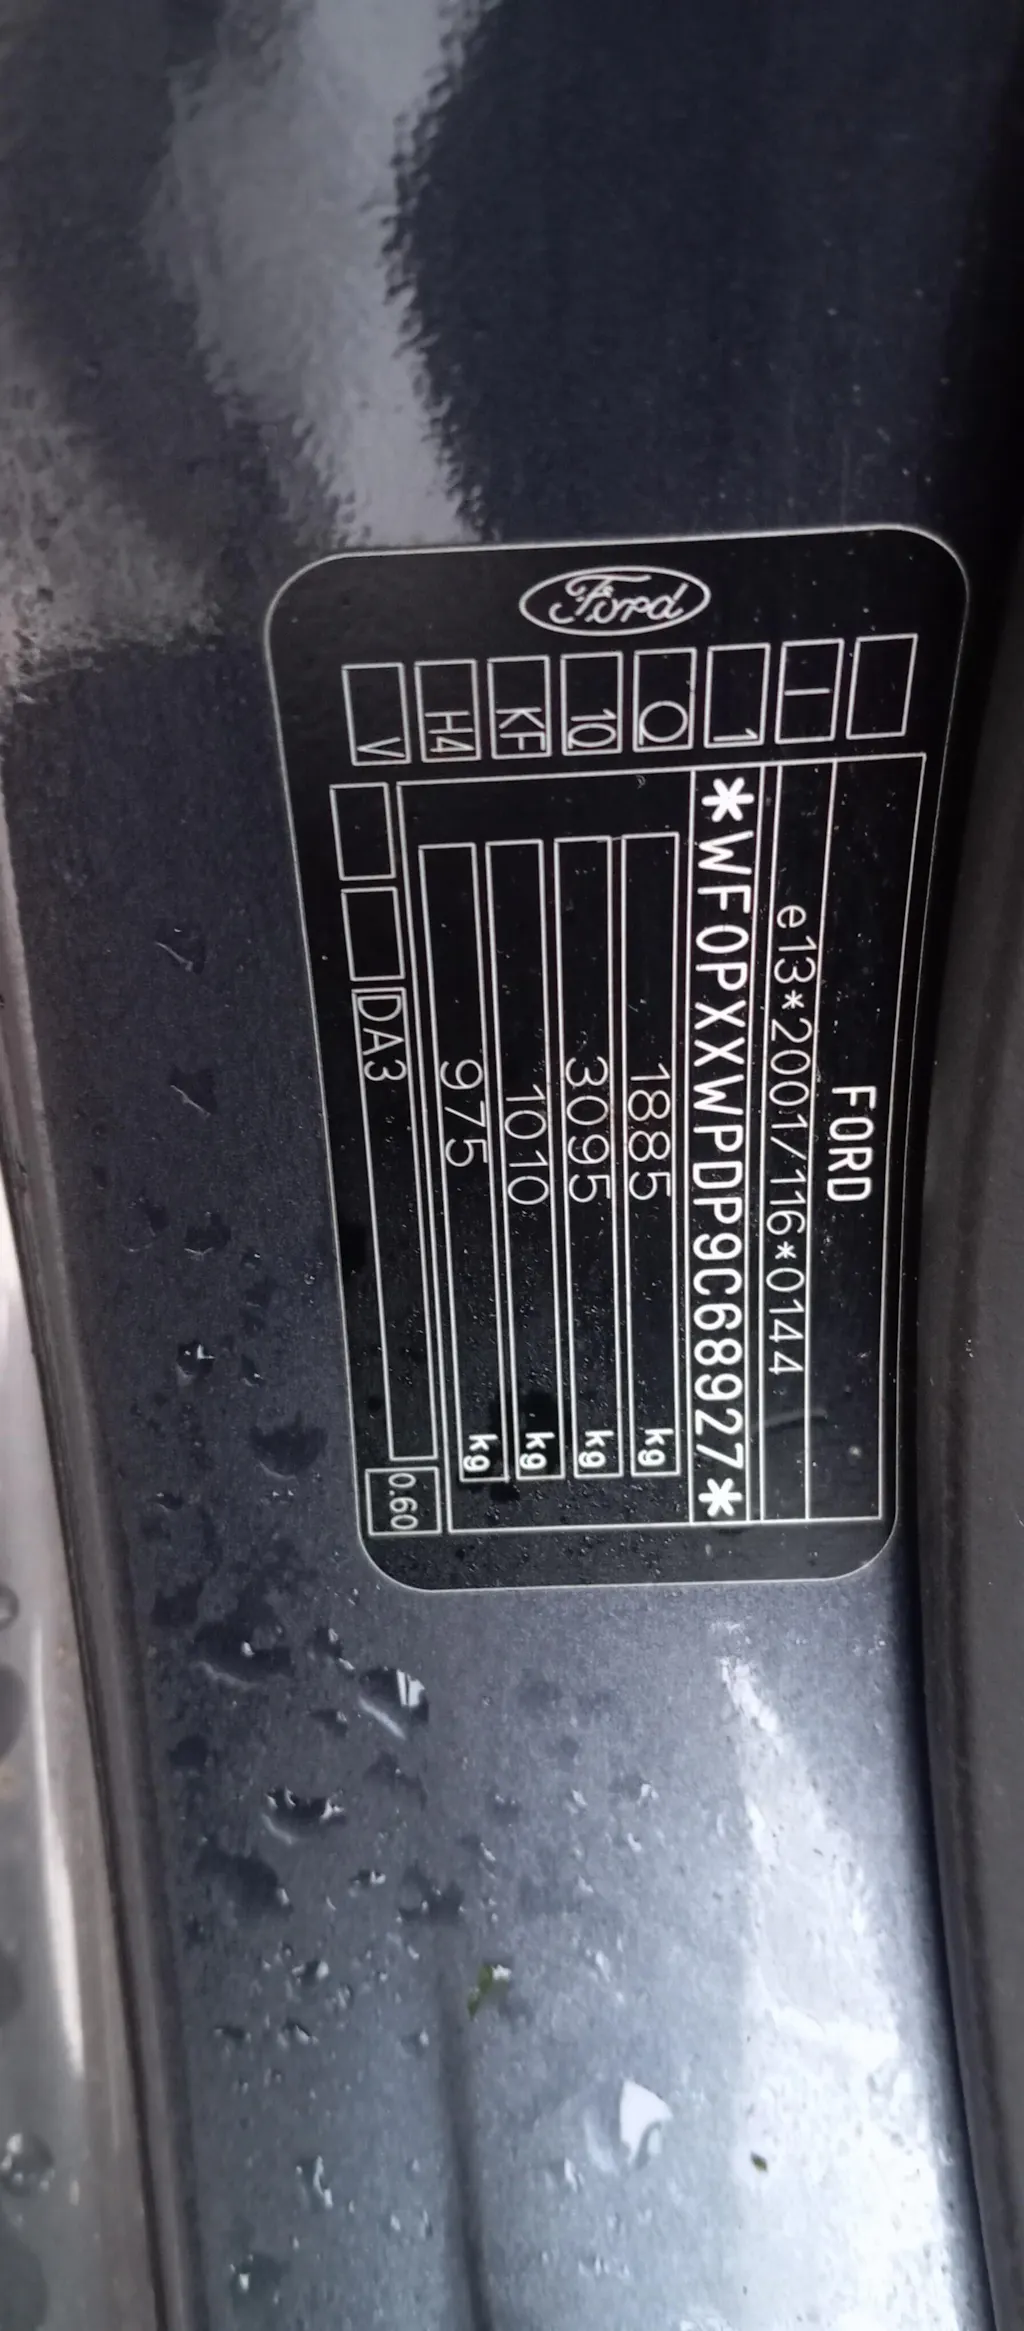 Ford
FORD
e13*2001/116*0144
*WF0PXXWPDP9C68927*
1885 kg
3095 kg
1010 kg
975 kg
DA3 0.60
1
Q
1Q
KF
H4
V